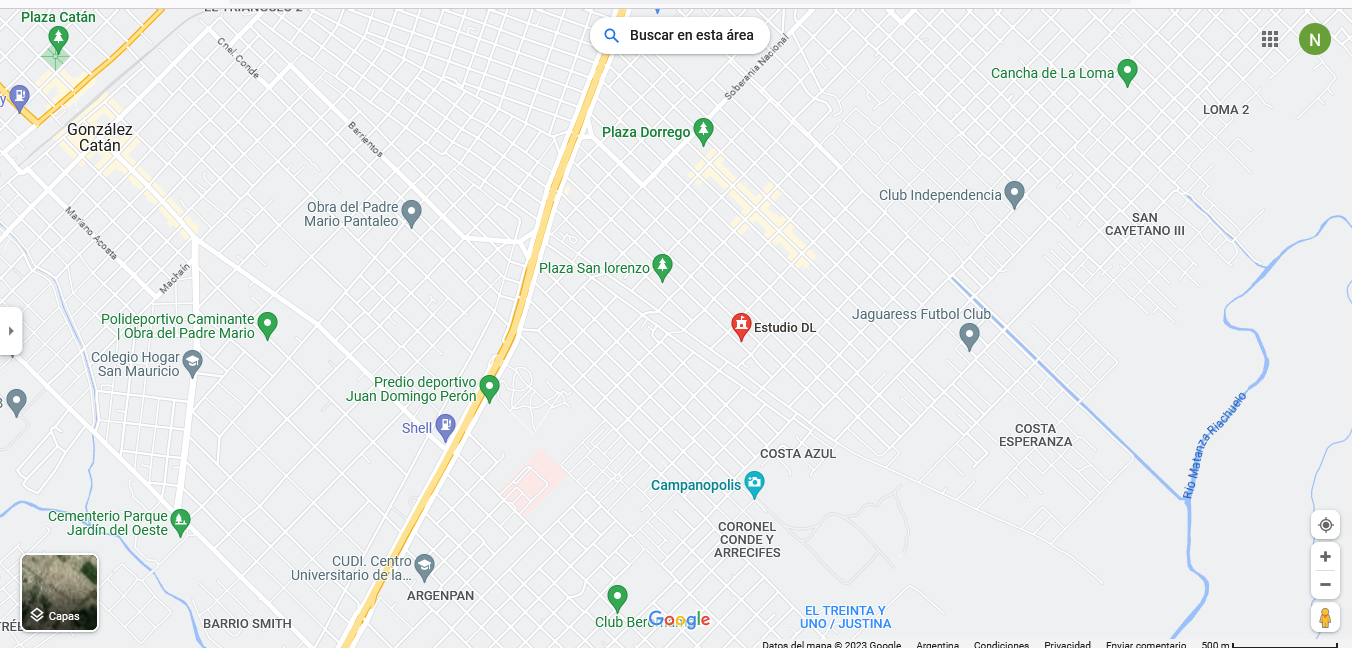 EL TRIANGULO 2
Plaza Catán
Buscar en esta área
N
Cnel. Conde
Soberanía Nacional
Cancha de La Loma
LOMA 2
González
Catán
Barrientos
Plaza Dorrego
Club Independencia
Obra del Padre
Mario Pantaleo
SAN
CAYETANO III
Mariano Acosta
Machain
Plaza San lorenzo
Polideportivo Caminante
| Obra del Padre Mario
Estudio DL
Jaguaress Futbol Club
Colegio Hogar
San Mauricio
Predio deportivo
Juan Domingo Perón
Shell
COSTA
ESPERANZA
COSTA AZUL
Río Matanza Riachuelo
Campanopolis
Cementerio Parque
Jardín del Oeste
CORONEL
CONDE Y
ARRECIFES
CUDI. Centro
Universitario de la...
ARGENPAN
Capas
BARRIO SMITH
Club Ber
Google
EL TREINTA Y
UNO / JUSTINA
Datos del mapa © 2023 Google Argentina Condiciones Privacidad Enviar comentario 500 m